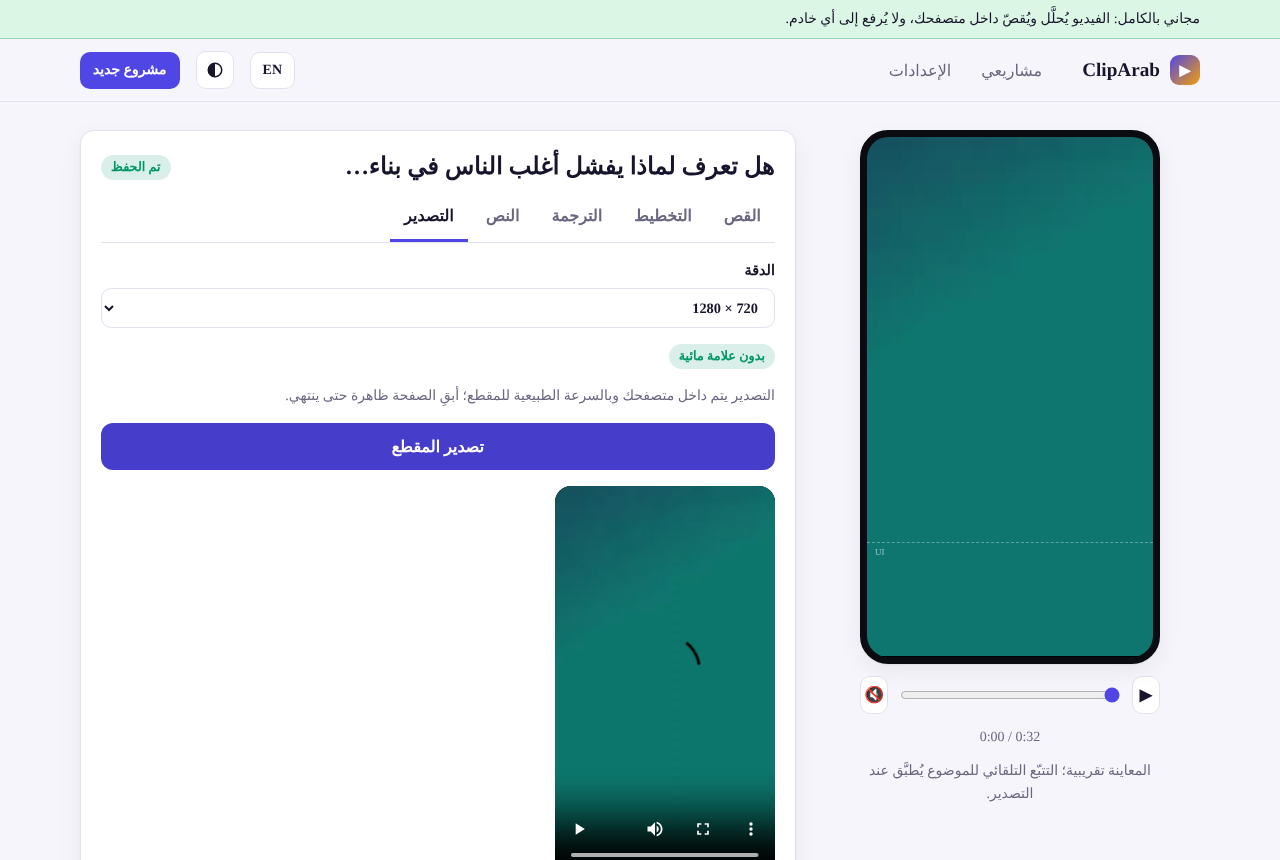 مجاني بالكامل: الفيديو يُحلَّل ويُقصّ داخل متصفحك، ولا يُرفع إلى أي خادم.
ClipArab
مشاريعي
الإعدادات
EN
مشروع جديد
هل تعرف لماذا يفشل أغلب الناس في بناء…
تم الحفظ
القص
التخطيط
الترجمة
النص
التصدير
الدقة
720 × 1280
بدون علامة مائية
التصدير يتم داخل متصفحك وبالسرعة الطبيعية للمقطع؛ أبقِ الصفحة ظاهرة حتى ينتهي.
تصدير المقطع
UI
0:00 / 0:32
المعاينة تقريبية؛ التتبّع التلقائي للموضوع يُطبَّق عند
التصدير.